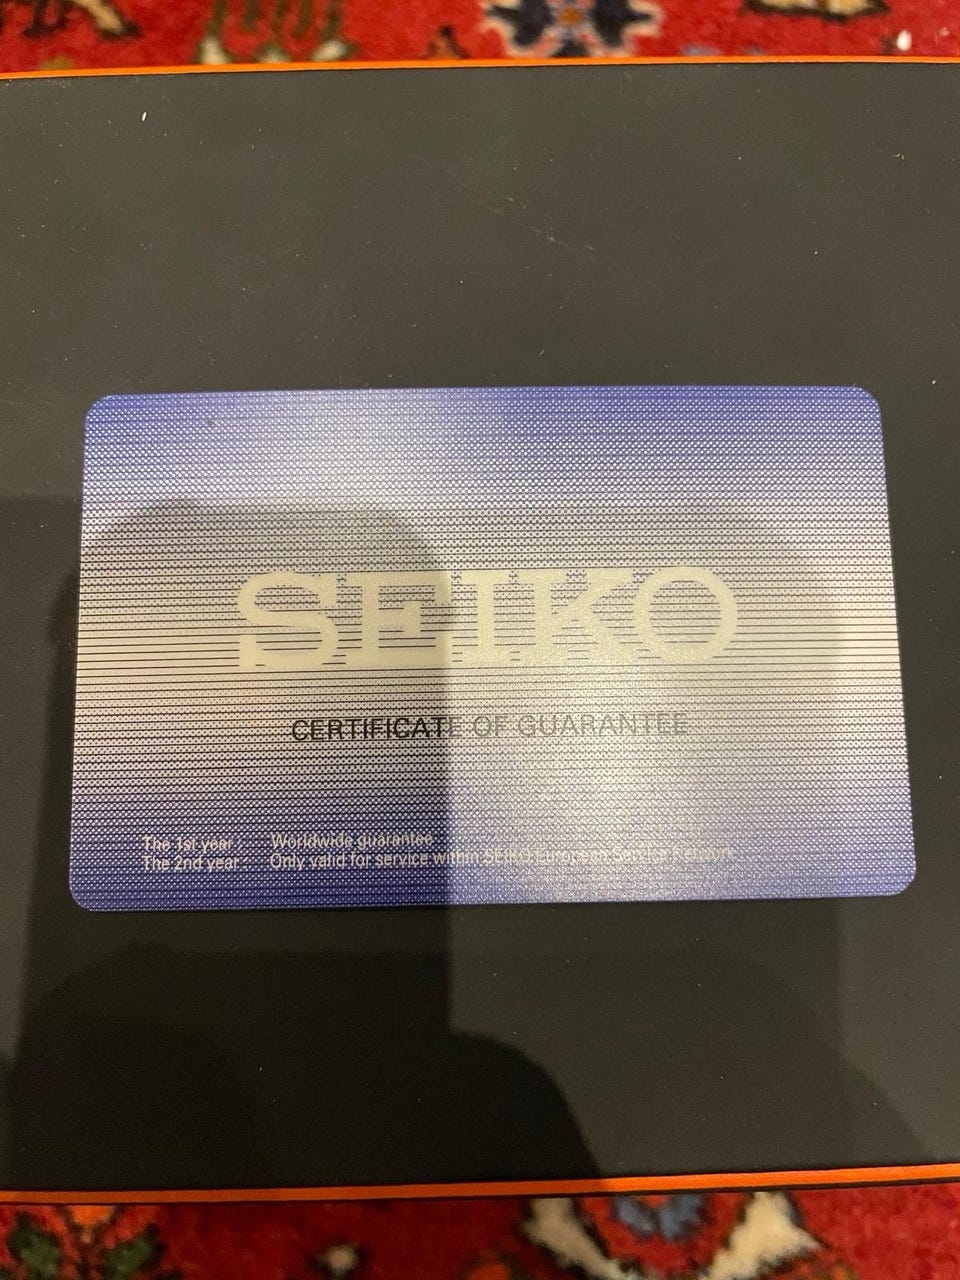 SEIKO
CERTIFICATE OF GUARANTEE
The 1st year : Worldwide guarantee
The 2nd year : Only valid for service within SEIKO European Service Network